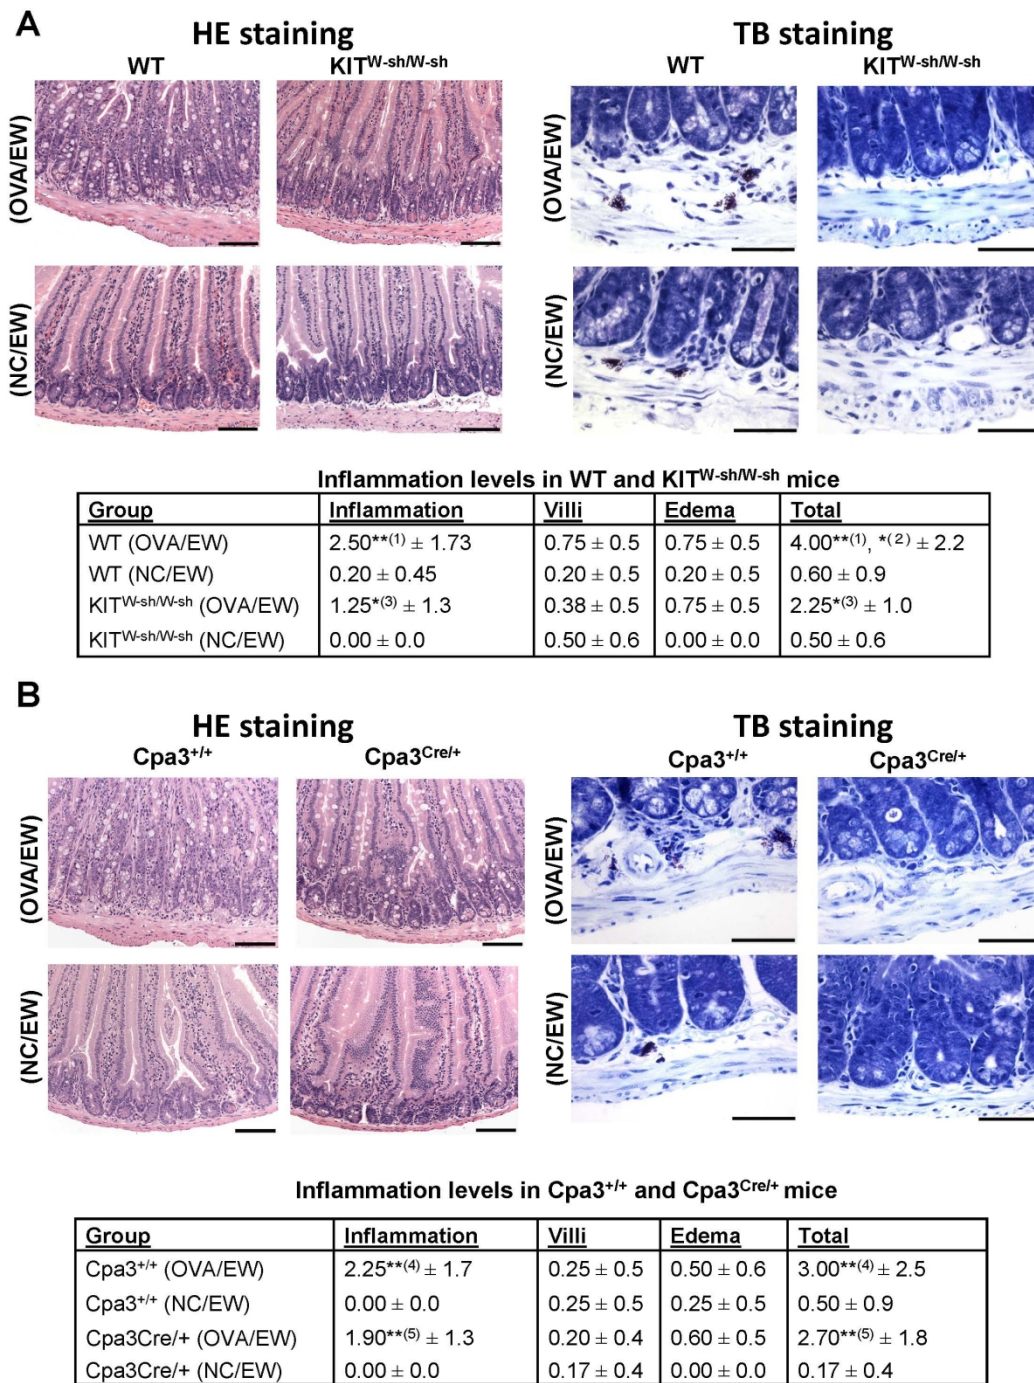 A
HE staining
TB staining
WT
KIT^W-sh/W-sh
WT
KIT^W-sh/W-sh
(OVA/EW)
(OVA/EW)
(NC/EW)
(NC/EW)
Inflammation levels in WT and KIT^W-sh/W-sh mice
Group Inflammation Villi Edema Total
WT (OVA/EW) 2.50**(1) ± 1.73 0.75 ± 0.5 0.75 ± 0.5 4.00**(1), *(2) ± 2.2
WT (NC/EW) 0.20 ± 0.45 0.20 ± 0.5 0.20 ± 0.5 0.60 ± 0.9
KIT^W-sh/W-sh (OVA/EW) 1.25*(3) ± 1.3 0.38 ± 0.5 0.75 ± 0.5 2.25*(3) ± 1.0
KIT^W-sh/W-sh (NC/EW) 0.00 ± 0.0 0.50 ± 0.6 0.00 ± 0.0 0.50 ± 0.6
B
HE staining
TB staining
Cpa3^+/+
Cpa3^Cre/+
Cpa3^+/+
Cpa3^Cre/+
(OVA/EW)
(OVA/EW)
(NC/EW)
(NC/EW)
Inflammation levels in Cpa3^+/+ and Cpa3^Cre/+ mice
Group Inflammation Villi Edema Total
Cpa3^+/+ (OVA/EW) 2.25**(4) ± 1.7 0.25 ± 0.5 0.50 ± 0.6 3.00**(4) ± 2.5
Cpa3^+/+ (NC/EW) 0.00 ± 0.0 0.25 ± 0.5 0.25 ± 0.5 0.50 ± 0.9
Cpa3Cre/+ (OVA/EW) 1.90**(5) ± 1.3 0.20 ± 0.4 0.60 ± 0.5 2.70**(5) ± 1.8
Cpa3Cre/+ (NC/EW) 0.00 ± 0.0 0.17 ± 0.4 0.00 ± 0.0 0.17 ± 0.4